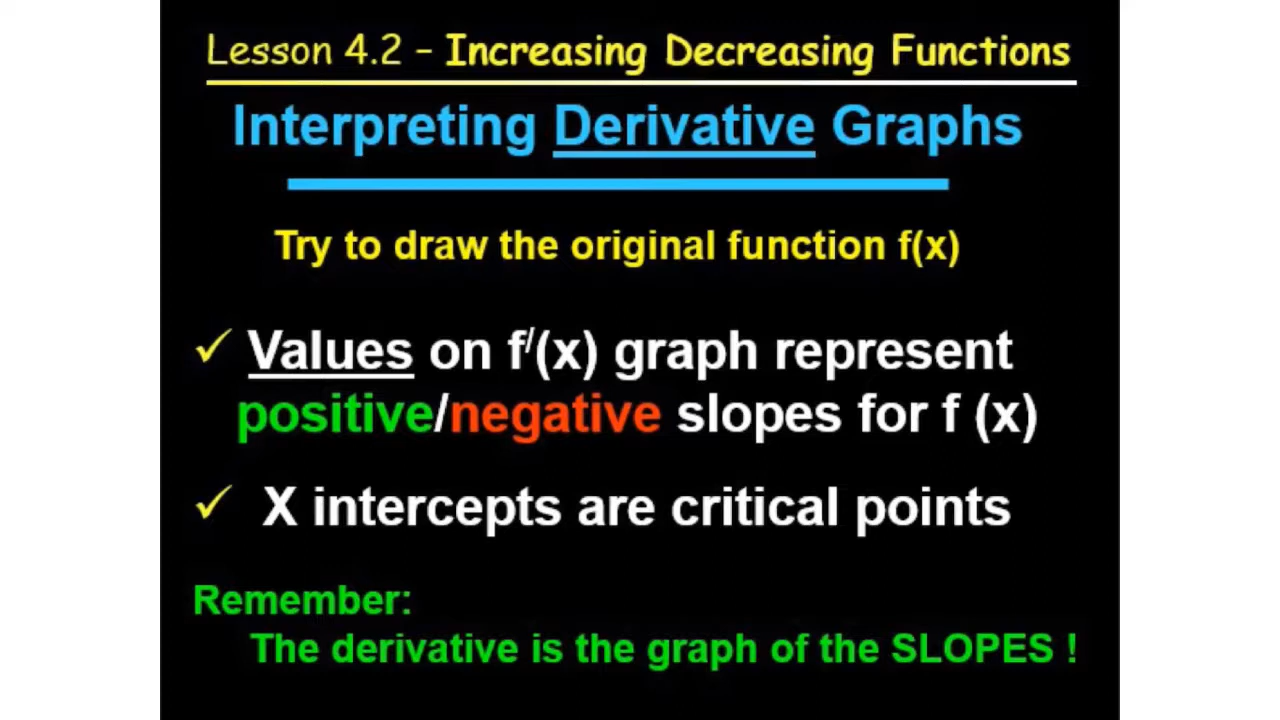 Lesson 4.2 – Increasing Decreasing Functions
Interpreting Derivative Graphs
Try to draw the original function f(x)
✓ Values on f/(x) graph represent
positive/negative slopes for f (x)
✓ X intercepts are critical points
Remember:
The derivative is the graph of the SLOPES !